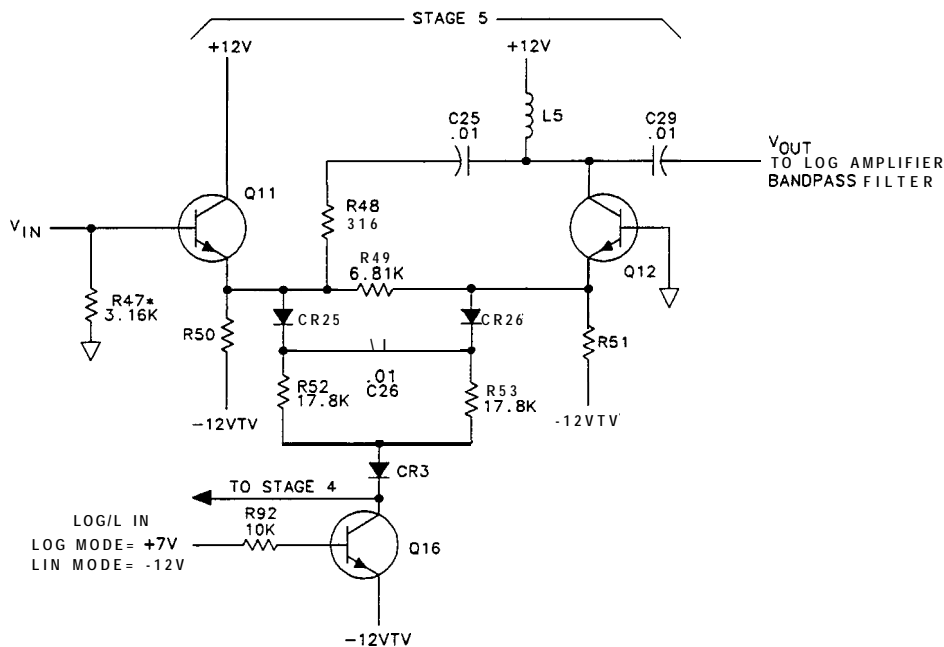 STAGE 5
+12V
+12V
C25
.01
L5
C29
.01
VOUT
TO LOG AMPLIFIER
BANDPASS FILTER
Q11
R48
316
VIN
R49
6.81K
Q12
R47*
3.16K
R50
CR25
CR26
R51
.01
C26
R52
17.8K
R53
17.8K
-12VTV
-12VTV
CR3
TO STAGE 4
LOG/L IN
LOG MODE= +7V
LIN MODE= -12V
R92
10K
Q16
-12VTV